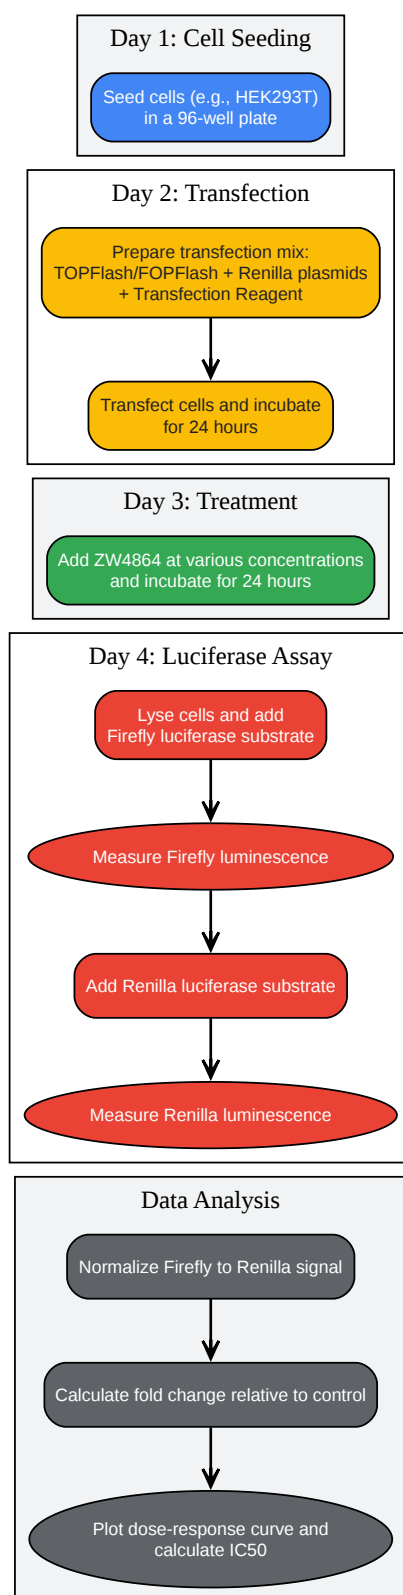 Day 1: Cell Seeding
Seed cells (e.g., HEK293T)
in a 96-well plate
Day 2: Transfection
Prepare transfection mix:
TOPFlash/FOPFlash + Renilla plasmids
+ Transfection Reagent
Transfect cells and incubate
for 24 hours
Day 3: Treatment
Add ZW4864 at various concentrations
and incubate for 24 hours
Day 4: Luciferase Assay
Lyse cells and add
Firefly luciferase substrate
Measure Firefly luminescence
Add Renilla luciferase substrate
Measure Renilla luminescence
Data Analysis
Normalize Firefly to Renilla signal
Calculate fold change relative to control
Plot dose-response curve and
calculate IC50